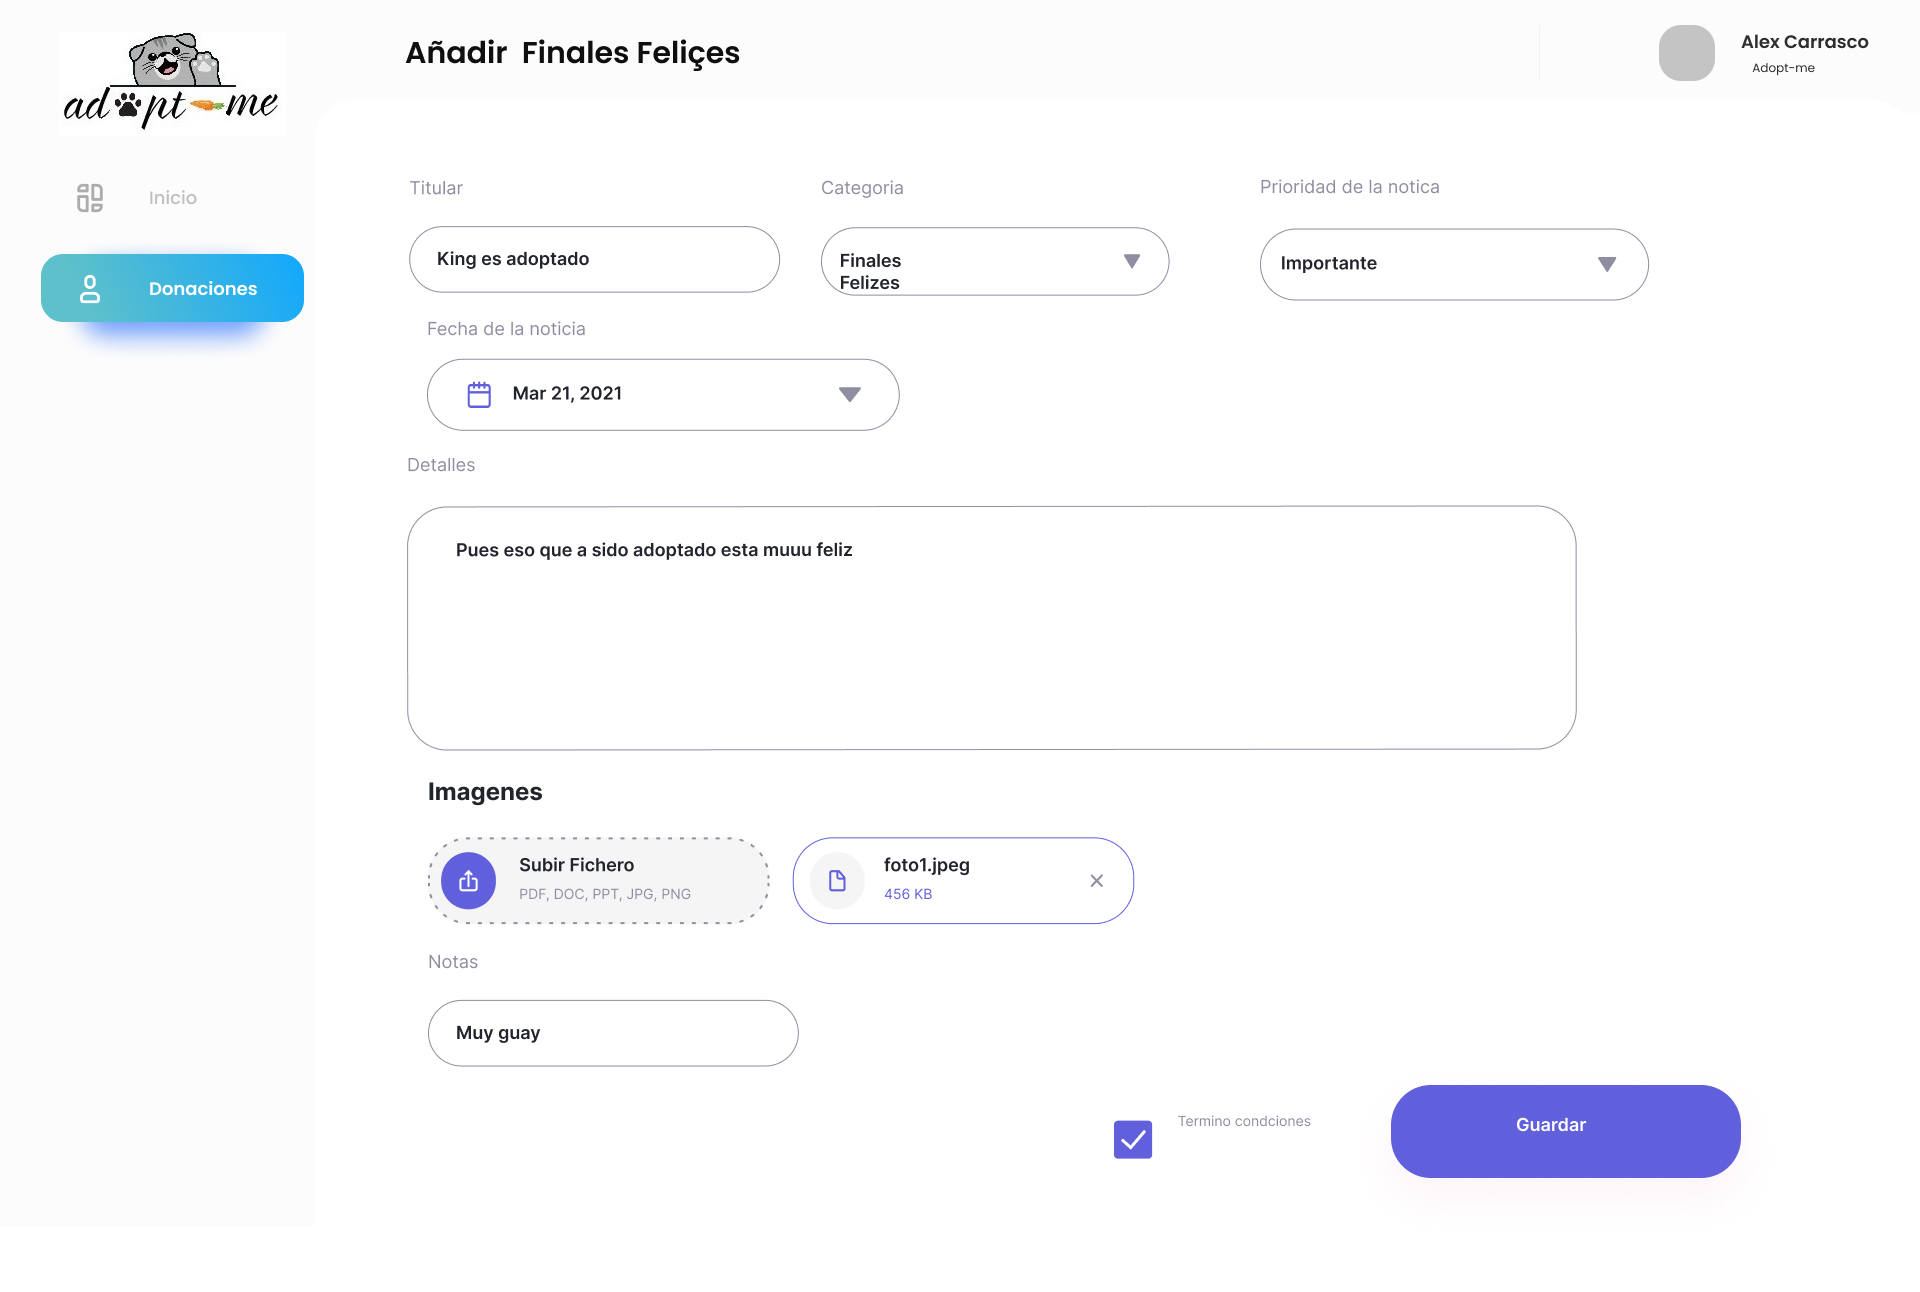 adopt-me
Añadir Finales Feliçes
Alex Carrasco
Adopt-me
Inicio
Donaciones
Titular
Categoria
Prioridad de la notica
King es adoptado
Finales
Felizes
Importante
Fecha de la noticia
Mar 21, 2021
Detalles
Pues eso que a sido adoptado esta muuu feliz
Imagenes
Subir Fichero
PDF, DOC, PPT, JPG, PNG
foto1.jpeg
456 KB
Notas
Muy guay
Termino condciones
Guardar